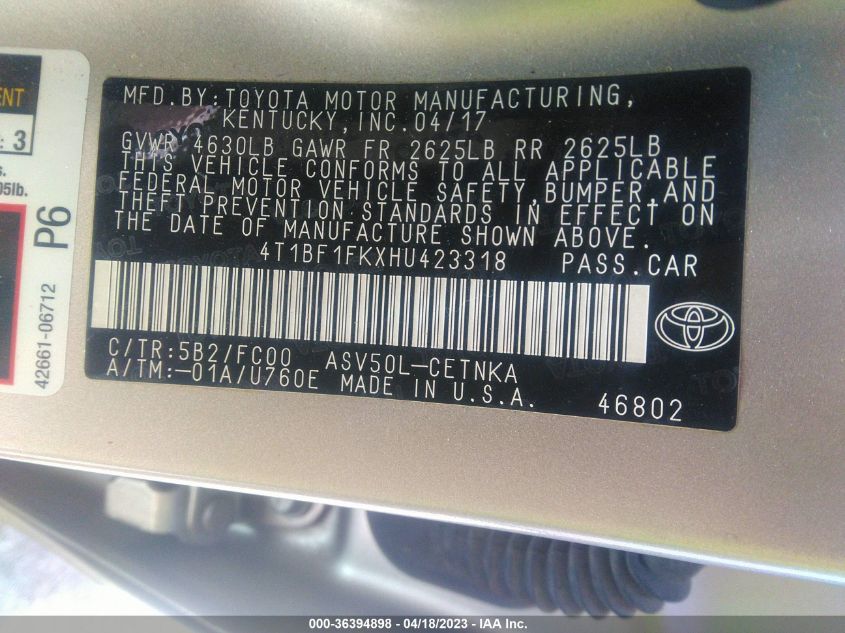 MFD.BY:TOYOTA MOTOR MANUFACTURING,
KENTUCKY,INC.04/17
GVWR 4630LB GAWR FR 2625LB RR 2625LB
THIS VEHICLE CONFORMS TO ALL APPLICABLE
FEDERAL MOTOR VEHICLE SAFETY,BUMPER,AND
THEFT PREVENTION STANDARDS IN EFFECT ON
THE DATE OF MANUFACTURE SHOWN ABOVE.
4T1BF1FKXHU423318 PASS.CAR
C/TR:5B2/FC00 ASV50L-CETNKA
A/TM:-01A/U760E MADE IN U.S.A.
46802
ENT
: 3
s.
05lb.
P6
42661-06712
000-36394898 - 04/18/2023 - IAA Inc.